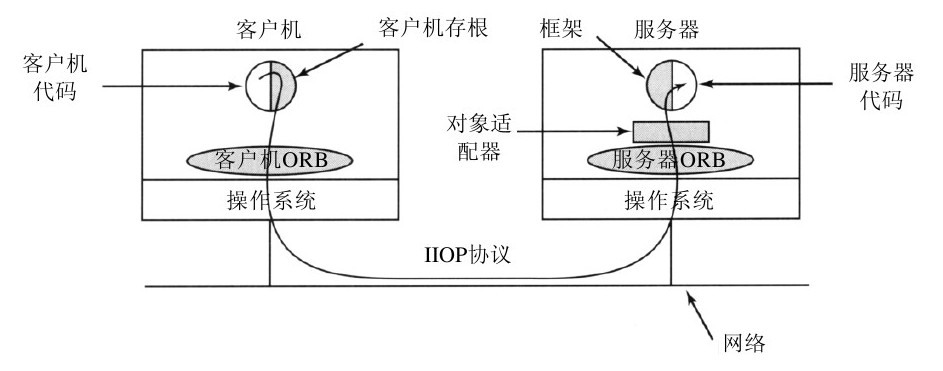 客户机
客户机存根
框架
服务器
客户机
代码
服务器
代码
对象适
配器
客户机ORB
服务器ORB
操作系统
操作系统
IIOP协议
网络